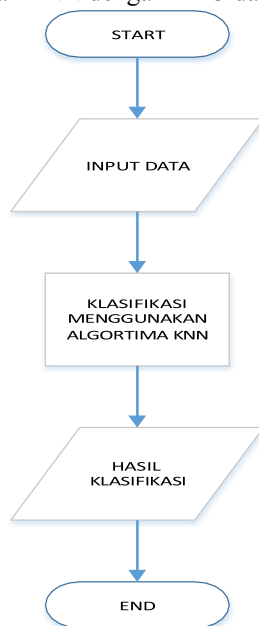 START
INPUT DATA
KLASIFIKASI
MENGGUNAKAN
ALGORTIMA KNN
HASIL
KLASIFIKASI
END